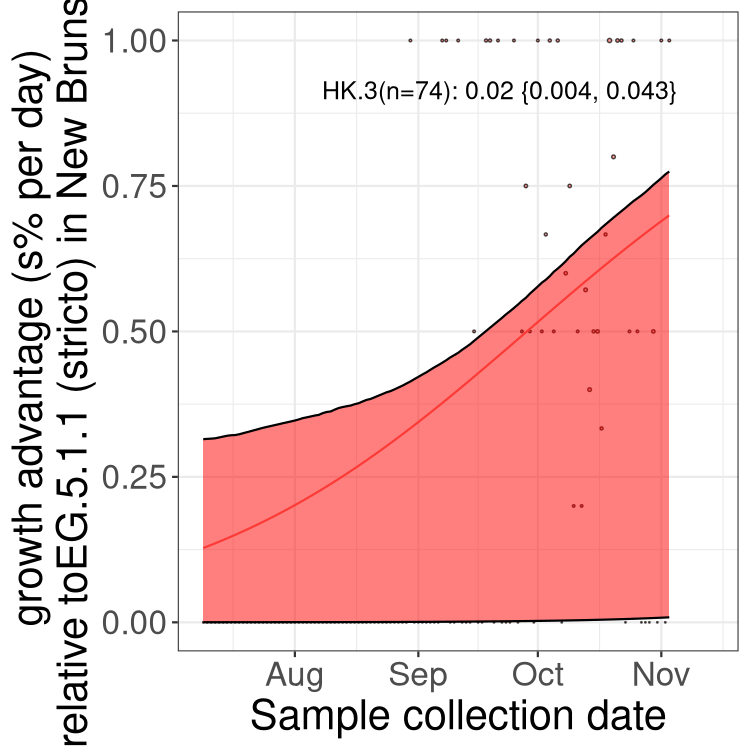 growth advantage (s% per day)
relative toEG.5.1.1 (stricto) in New Bruns
1.00
0.75
0.50
0.25
0.00
HK.3(n=74): 0.02 {0.004, 0.043}
Aug Sep Oct Nov
Sample collection date